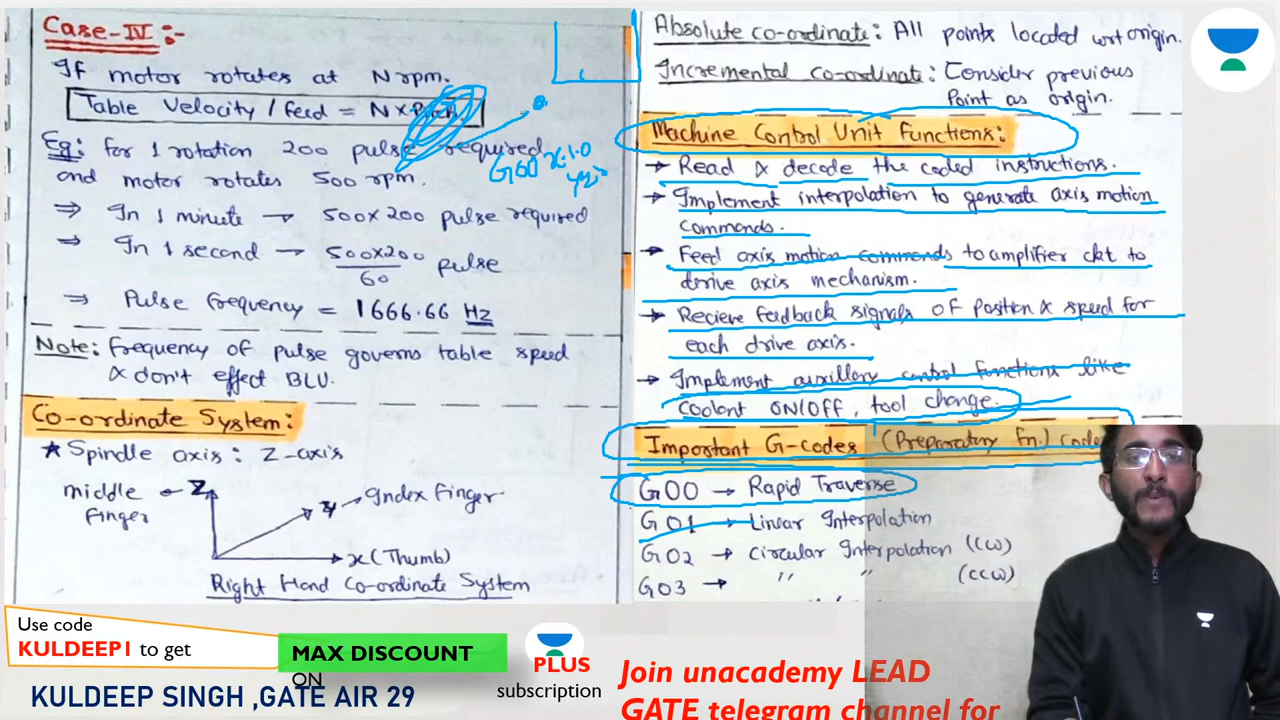 Case-IV :-
If motor rotates at N rpm.
Table Velocity / feed = N×Pitch
Eg: for 1 rotation 200 pulse required
and motor rotates 500 rpm.
⇒ In 1 minute → 500×200 pulse required
⇒ In 1 second → 500×200/60 pulse
⇒ Pulse frequency = 1666.66 Hz
Note: frequency of pulse governs table speed
& don't effect BLU.
Co-ordinate System:
★ Spindle axis : Z-axis
middle finger ← Z
y → Index Finger
x (Thumb)
Right Hand Co-ordinate System
G00 x
Absolute co-ordinate: All points located wrt origin.
Incremental co-ordinate: Consider previous
Point as origin.
Machine Control Unit Functions:
→ Read & decode the coded instructions.
→ Implement interpolation to generate axis motion
commonds.
→ Feed axis motion commonds to amplifier ckt to
drive axis mechanism.
→ Recieve feedback signals of Position & speed for
each drive axis.
→ Implement auxillory control functions like
coolent ON/OFF, tool change.
Important G-codes (Preparatory fn.)
G00 → Rapid Traverse
G01 → Linear Interpolation
G02 → Circular Interpolation (CW)
G03 → " " (CCW)
Use code
KULDEEP1 to get
MAX DISCOUNT
ON
PLUS
subscription
KULDEEP SINGH ,GATE AIR 29
Join unacademy LEAD
GATE telegram channel for